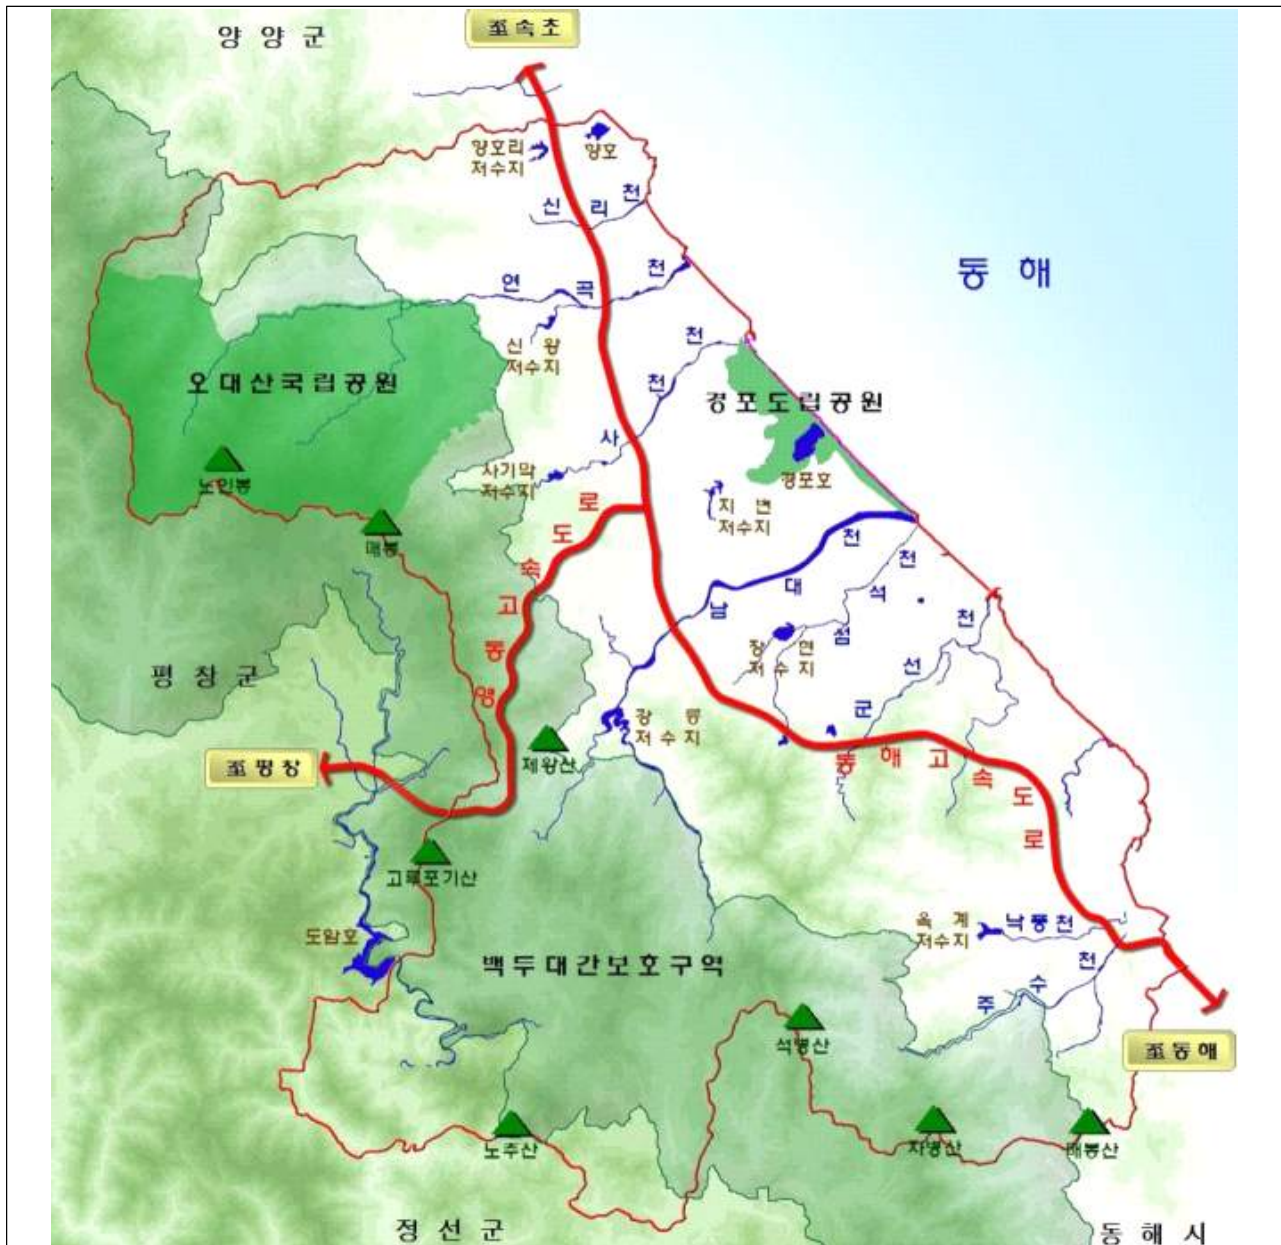 양양군
至속초
향호리
저수지
향호
신리천
동해
연곡천
신왕
저수지
오대산국립공원
사천천
경포도립공원
노인봉
사기막
저수지
경포호
지변
저수지
매봉
영동고속도로
남대천
섬석천
장현
저수지
군선천
평창군
강릉
저수지
제왕산
至평창
동해고속도로
고루포기산
도암호
옥계
저수지
낙풍천
백두대간보호구역
주수천
석병산
至동해
노추산
자병산
매봉산
정선군
동해시